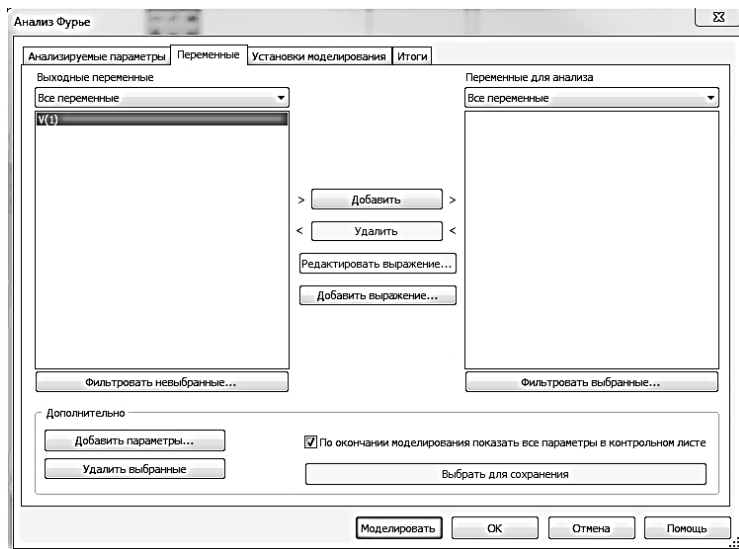 Анализ Фурье
Анализируемые параметры Переменные Установки моделирования Итоги
Выходные переменные
Все переменные
V(1)
Переменные для анализа
Все переменные
> Добавить >
< Удалить <
Редактировать выражение...
Добавить выражение...
Фильтровать невыбранные...
Фильтровать выбранные...
Дополнительно
Добавить параметры...
Удалить выбранные
По окончании моделирования показать все параметры в контрольном листе
Выбрать для сохранения
Моделировать OK Отмена Помощь